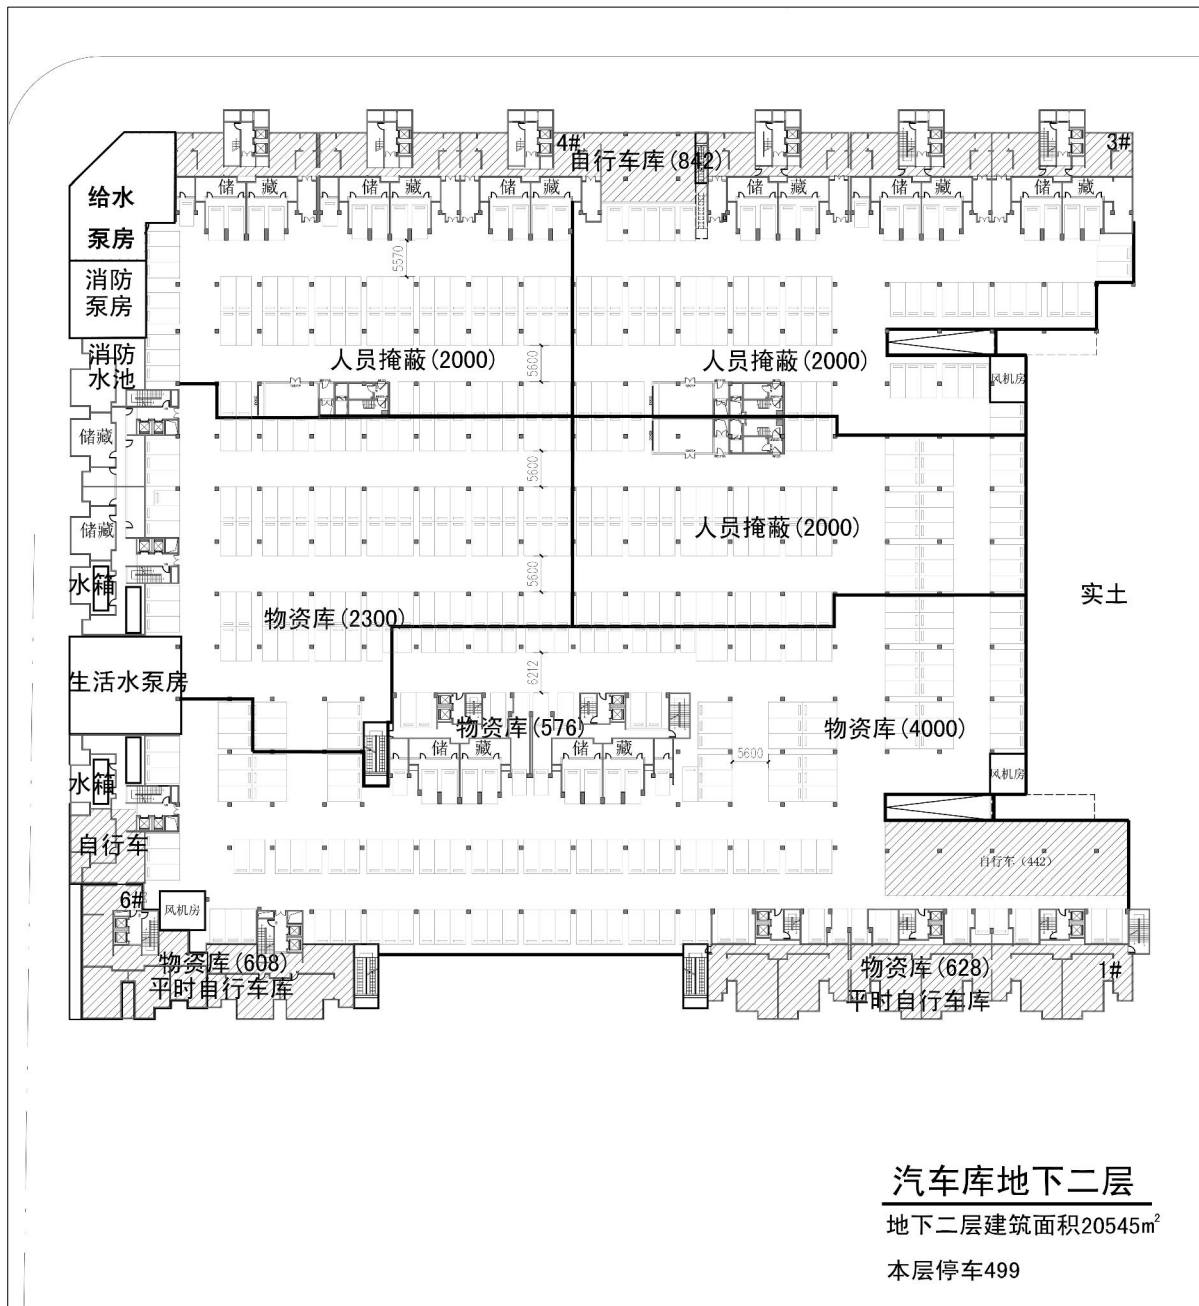 4#
自行车库(842)
3#
储 藏
储 藏
储 藏
储 藏
储 藏
储 藏
给水
泵房
消防
泵房
5570
消防
水池
人员掩蔽(2000)
5600
人员掩蔽(2000)
风机房
储藏
5600
储藏
人员掩蔽(2000)
水箱
5600
实土
物资库(2300)
生活水泵房
6212
物资库(576)
物资库(4000)
储 藏
储 藏
5600
水箱
风机房
自行车
自行车(442)
6#
风机房
物资库(608)
平时自行车库
物资库(628)
平时自行车库
1#
汽车库地下二层
地下二层建筑面积20545m²
本层停车499